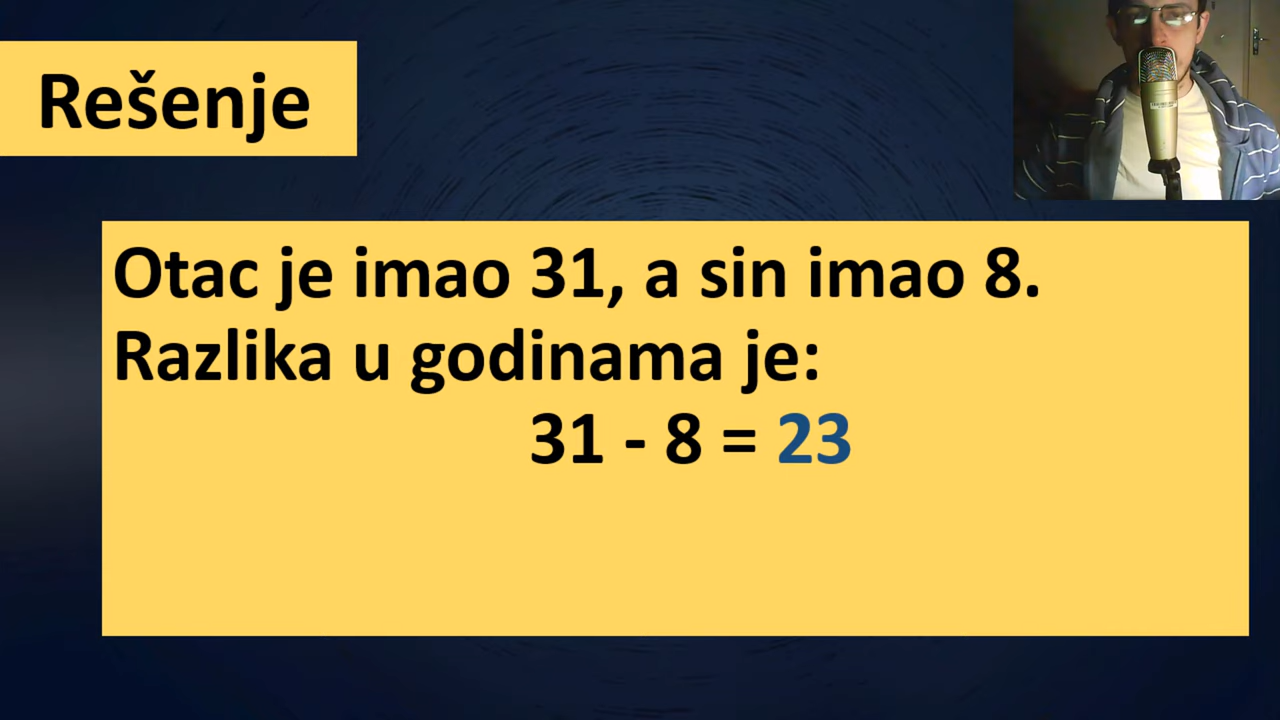 Rešenje
Otac je imao 31, a sin imao 8.
Razlika u godinama je:
31 - 8 = 23